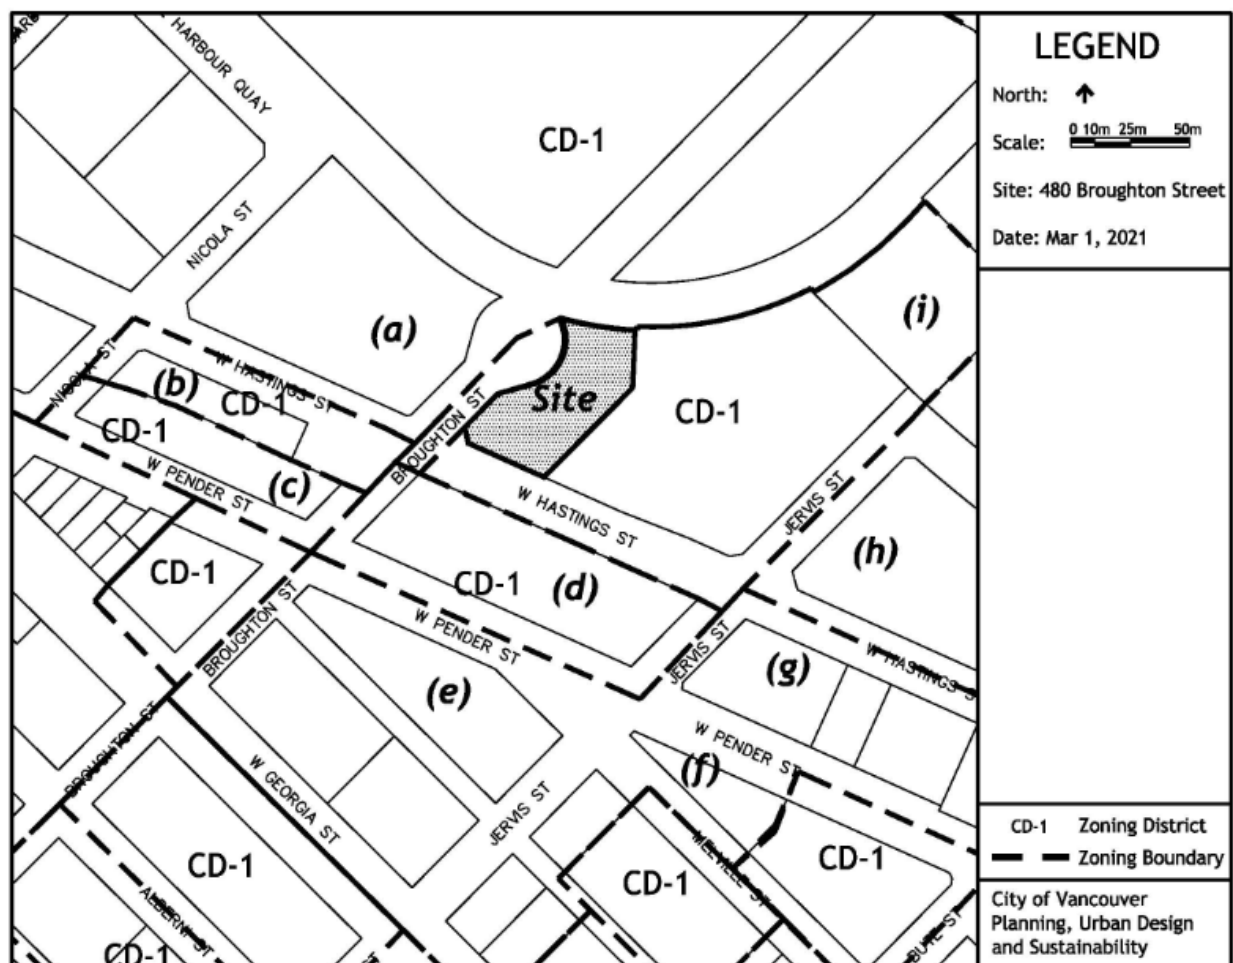 HARBOUR QUAY
CD-1
NICOLA ST
(a)
(i)
NICOLA ST
(b)
W HASTINGS ST
CD-1
CD-1
Site
CD-1
BROUGHTON ST
W PENDER ST
(c)
W HASTINGS ST
JERVIS ST
(h)
CD-1
CD-1
(d)
BROUGHTON ST
W PENDER ST
JERVIS ST
W HASTINGS S
(g)
(e)
BROUGHTON ST
W PENDER ST
(f)
W GEORGIA ST
JERVIS ST
MELVILLE ST
CD-1
CD-1
CD-1
ALBERNI ST
BUTE ST
CD-1
ST
LEGEND
North:
Scale: 0 10m 25m 50m
Site: 480 Broughton Street
Date: Mar 1, 2021
CD-1 Zoning District
Zoning Boundary
City of Vancouver
Planning, Urban Design
and Sustainability